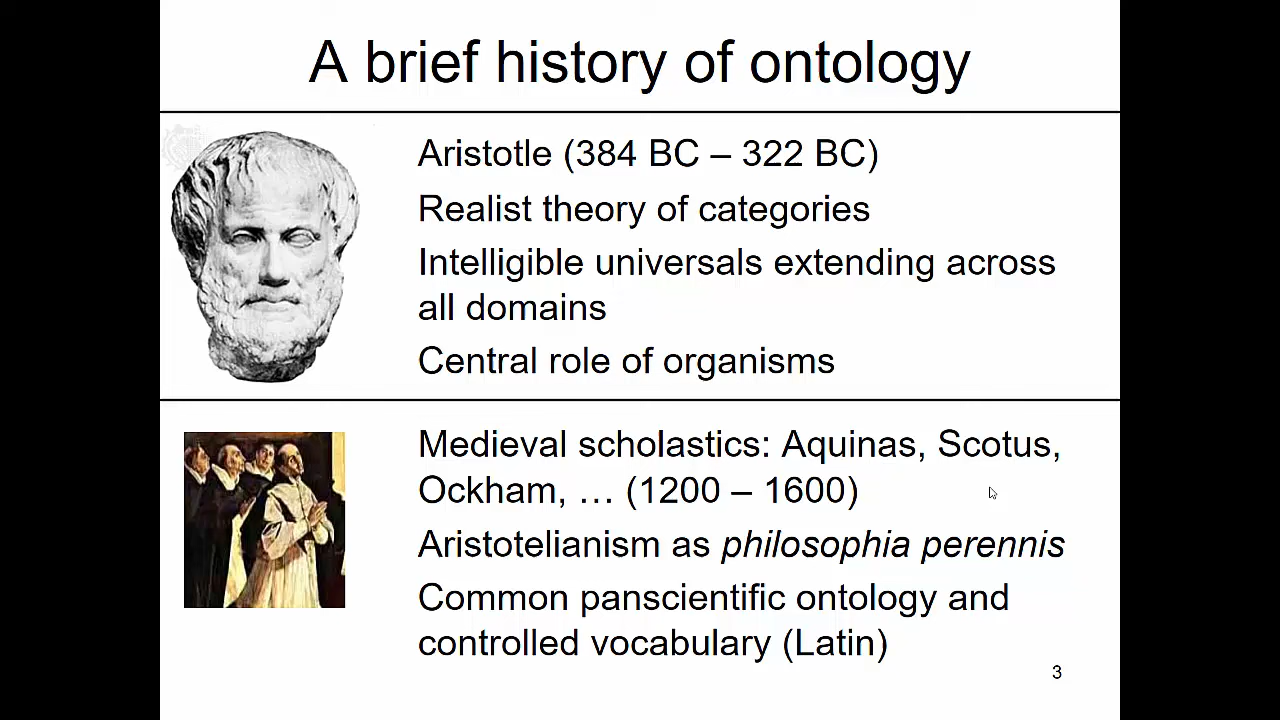 A brief history of ontology
Aristotle (384 BC – 322 BC)
Realist theory of categories
Intelligible universals extending across
all domains
Central role of organisms
Medieval scholastics: Aquinas, Scotus,
Ockham, … (1200 – 1600)
Aristotelianism as philosophia perennis
Common panscientific ontology and
controlled vocabulary (Latin)
3